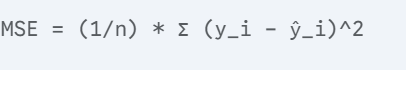 MSE = (1/n) * Σ (y_i - ŷ_i)^2